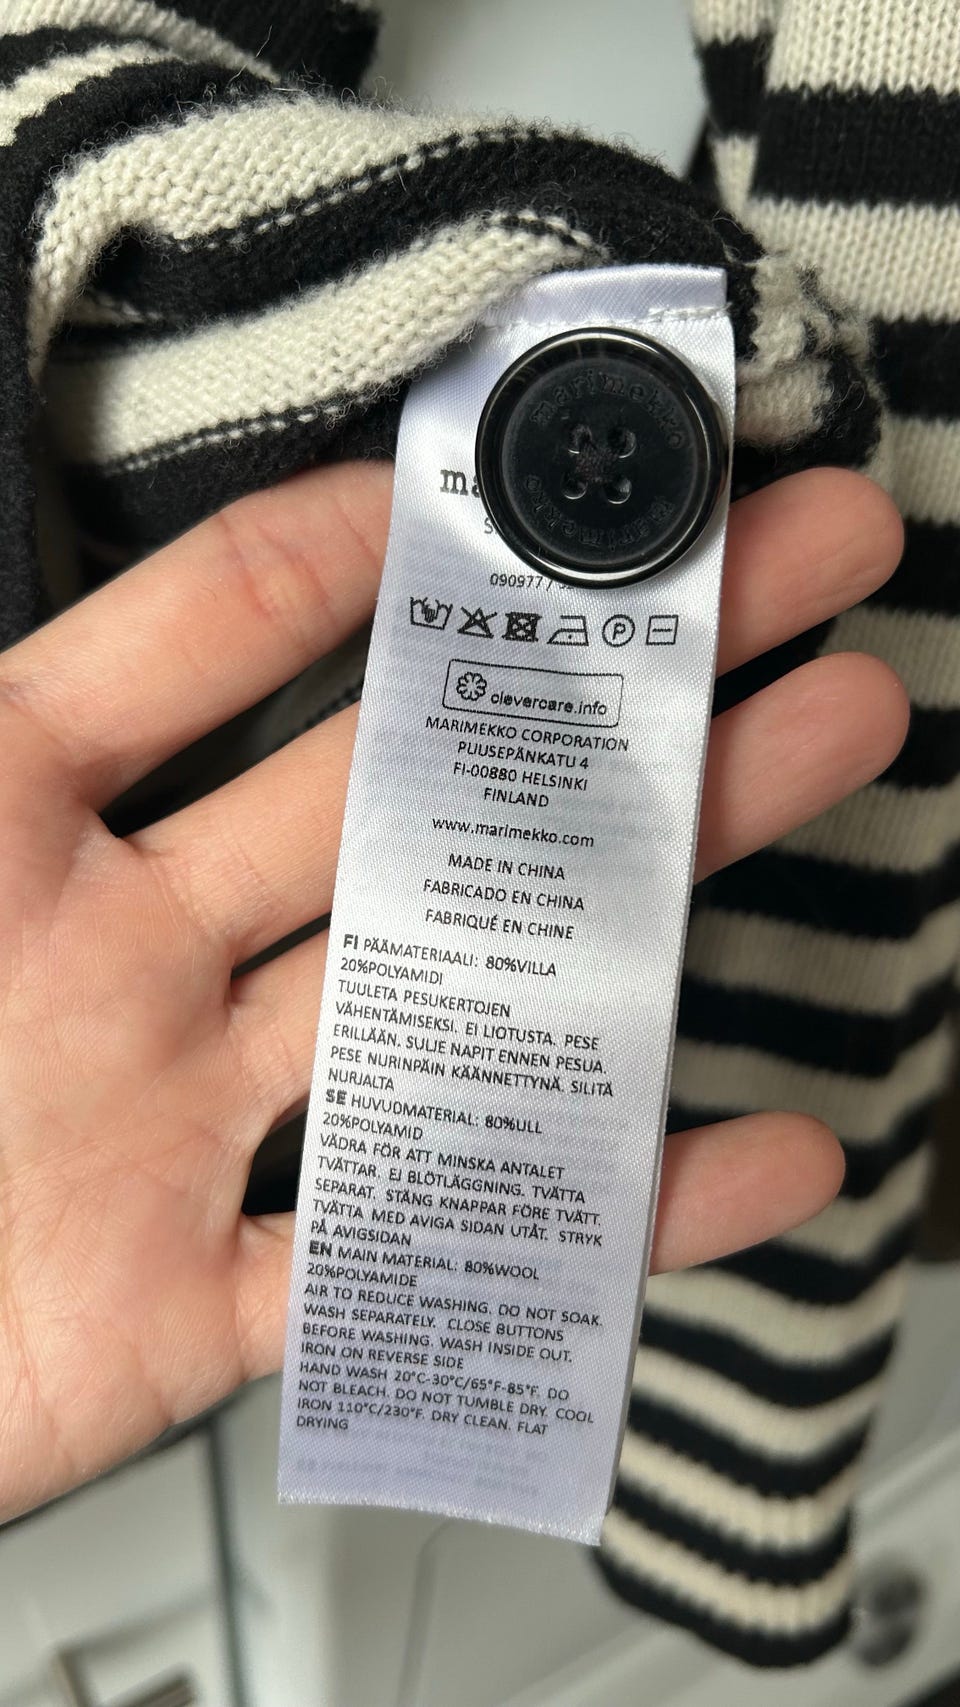 marimekko
marimekko
090977 /
P
clevercare.info
MARIMEKKO CORPORATION
PUUSEPÄNKATU 4
FI-00880 HELSINKI
FINLAND
www.marimekko.com
MADE IN CHINA
FABRICADO EN CHINA
FABRIQUÉ EN CHINE
FI PÄÄMATERIAALI: 80%VILLA
20%POLYAMIDI
TUULETA PESUKERTOJEN
VÄHENTÄMISEKSI. EI LIOTUSTA. PESE
ERILLÄÄN. SULJE NAPIT ENNEN PESUA.
PESE NURINPÄIN KÄÄNNETTYNÄ. SILITÄ
NURJALTA
SE HUVUDMATERIAL: 80%ULL
20%POLYAMID
VÄDRA FÖR ATT MINSKA ANTALET
TVÄTTAR. EJ BLÖTLÄGGNING. TVÄTTA
SEPARAT. STÄNG KNAPPAR FÖRE TVÄTT.
TVÄTTA MED AVIGA SIDAN UTÅT. STRYK
PÅ AVIGSIDAN
EN MAIN MATERIAL: 80%WOOL
20%POLYAMIDE
AIR TO REDUCE WASHING. DO NOT SOAK.
WASH SEPARATELY. CLOSE BUTTONS
BEFORE WASHING. WASH INSIDE OUT.
IRON ON REVERSE SIDE
HAND WASH 20°C-30°C/65°F-85°F. DO
NOT BLEACH. DO NOT TUMBLE DRY. COOL
IRON 110°C/230°F. DRY CLEAN. FLAT
DRYING